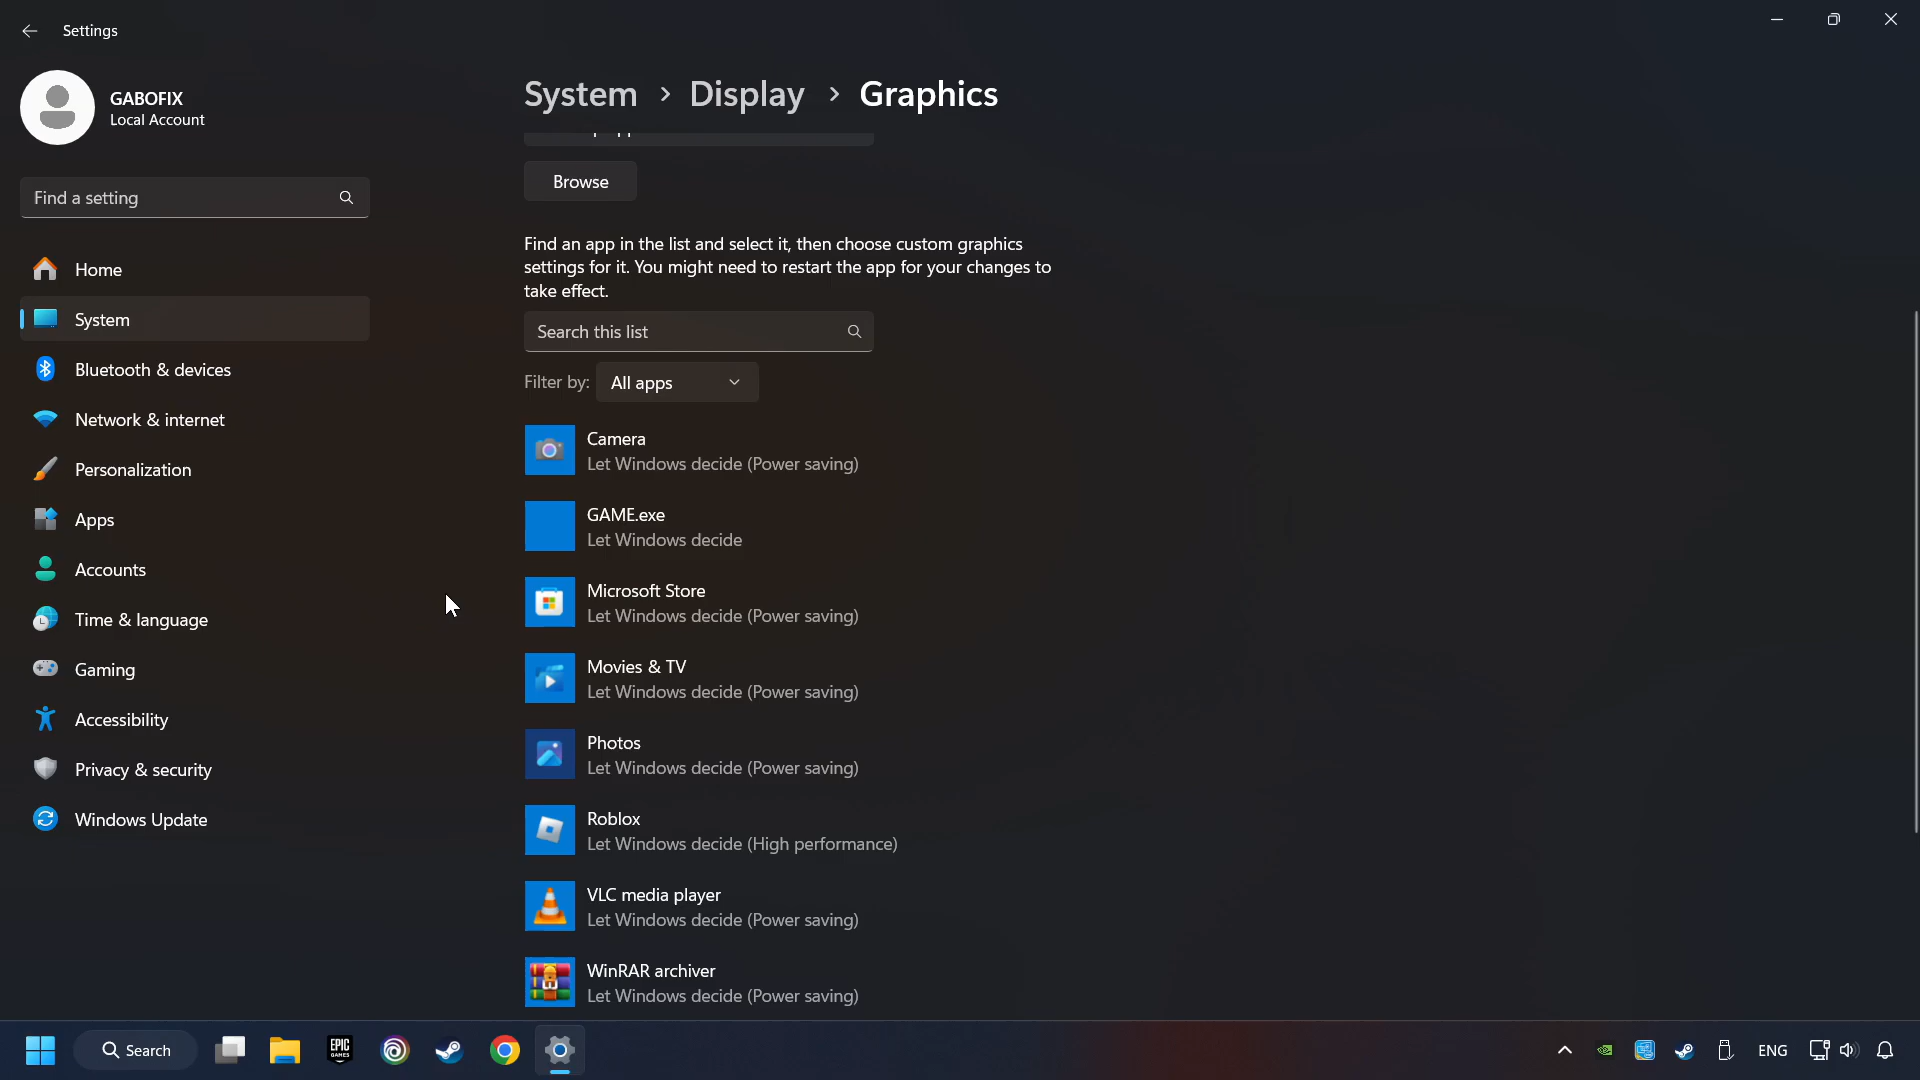 Settings
GABOFIX
Local Account
Find a setting
Home
System
Bluetooth & devices
Network & internet
Personalization
Apps
Accounts
Time & language
Gaming
Accessibility
Privacy & security
Windows Update
System > Display > Graphics
Browse
Find an app in the list and select it, then choose custom graphics
settings for it. You might need to restart the app for your changes to
take effect.
Search this list
Filter by: All apps
Camera
Let Windows decide (Power saving)
GAME.exe
Let Windows decide
Microsoft Store
Let Windows decide (Power saving)
Movies & TV
Let Windows decide (Power saving)
Photos
Let Windows decide (Power saving)
Roblox
Let Windows decide (High performance)
VLC media player
Let Windows decide (Power saving)
WinRAR archiver
Let Windows decide (Power saving)
Search
EPIC
GAMES
ENG